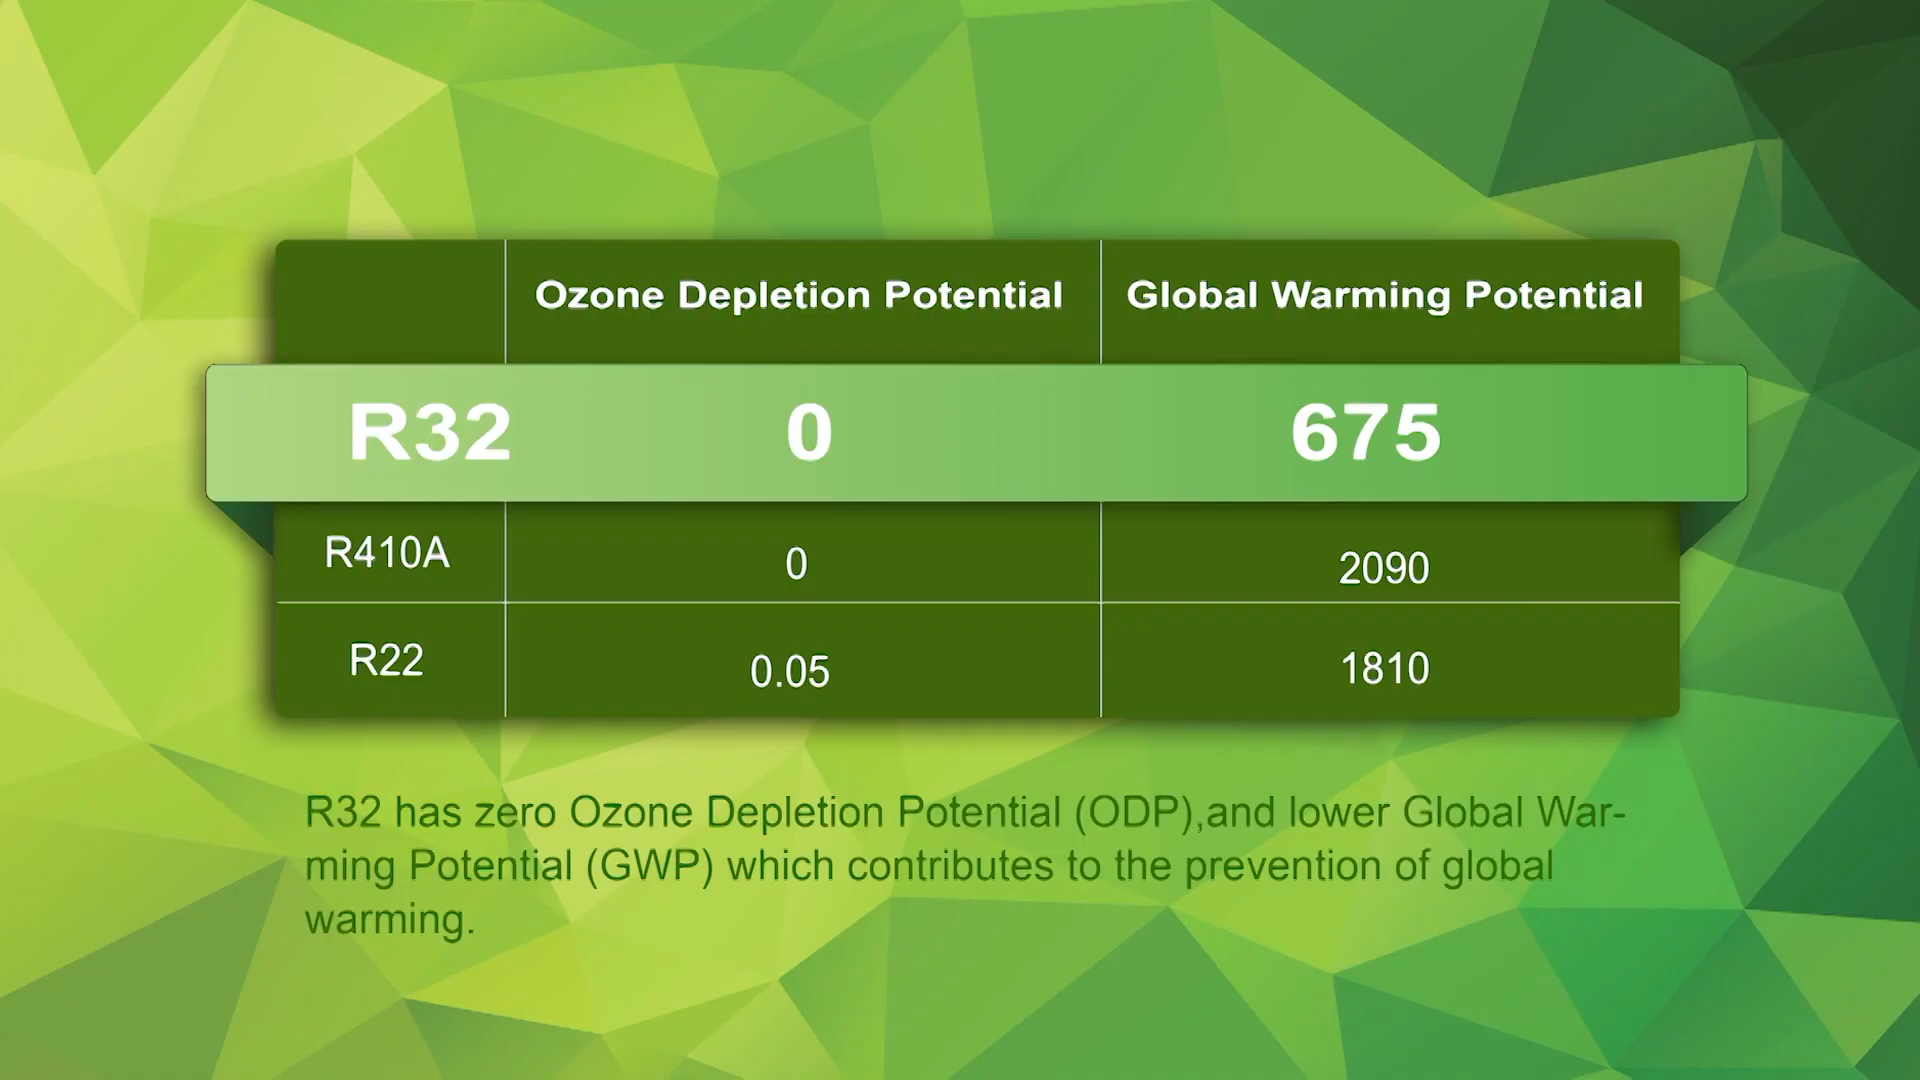 Ozone Depletion Potential Global Warming Potential
R32 0 675
R410A 0 2090
R22 0.05 1810
R32 has zero Ozone Depletion Potential (ODP),and lower Global War-
ming Potential (GWP) which contributes to the prevention of global
warming.